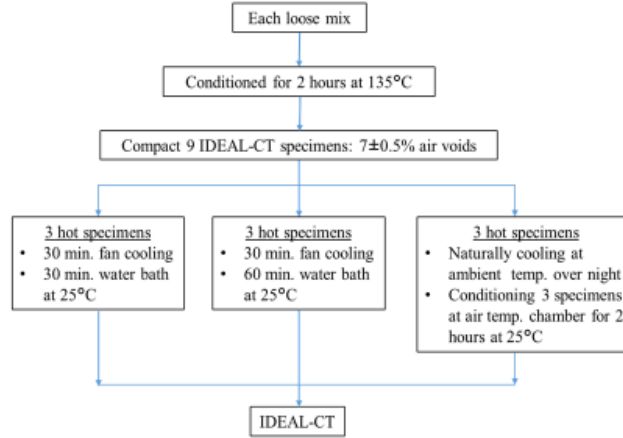 Each loose mix
Conditioned for 2 hours at 135°C
Compact 9 IDEAL-CT specimens: 7±0.5% air voids
3 hot specimens
• 30 min. fan cooling
• 30 min. water bath
at 25°C
3 hot specimens
• 30 min. fan cooling
• 60 min. water bath
at 25°C
3 hot specimens
• Naturally cooling at
ambient temp. over night
• Conditioning 3 specimens
at air temp. chamber for 2
hours at 25°C
IDEAL-CT